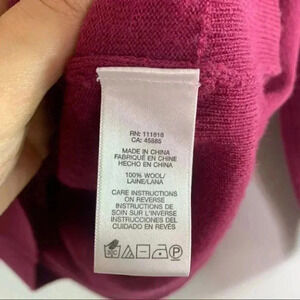 RN: 111818
CA: 45885
MADE IN CHINA
FABRIQUÉ EN CHINE
HECHO EN CHINA
100% WOOL/
LAINE/LANA
CARE INSTRUCTIONS
ON REVERSE
INSTRUCTIONS DE
SOIN SUR L'INVERSE
INSTRUCCIONES DEL
CUIDADO EN REVÉS
P